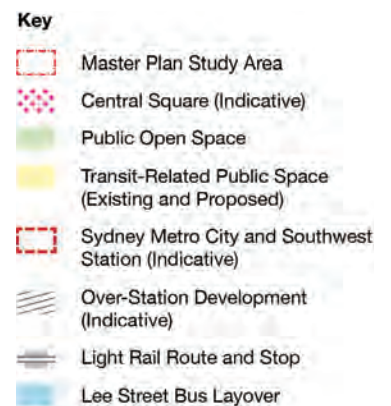 Key
Master Plan Study Area
Central Square (Indicative)
Public Open Space
Transit-Related Public Space
(Existing and Proposed)
Sydney Metro City and Southwest
Station (Indicative)
Over-Station Development
(Indicative)
Light Rail Route and Stop
Lee Street Bus Layover